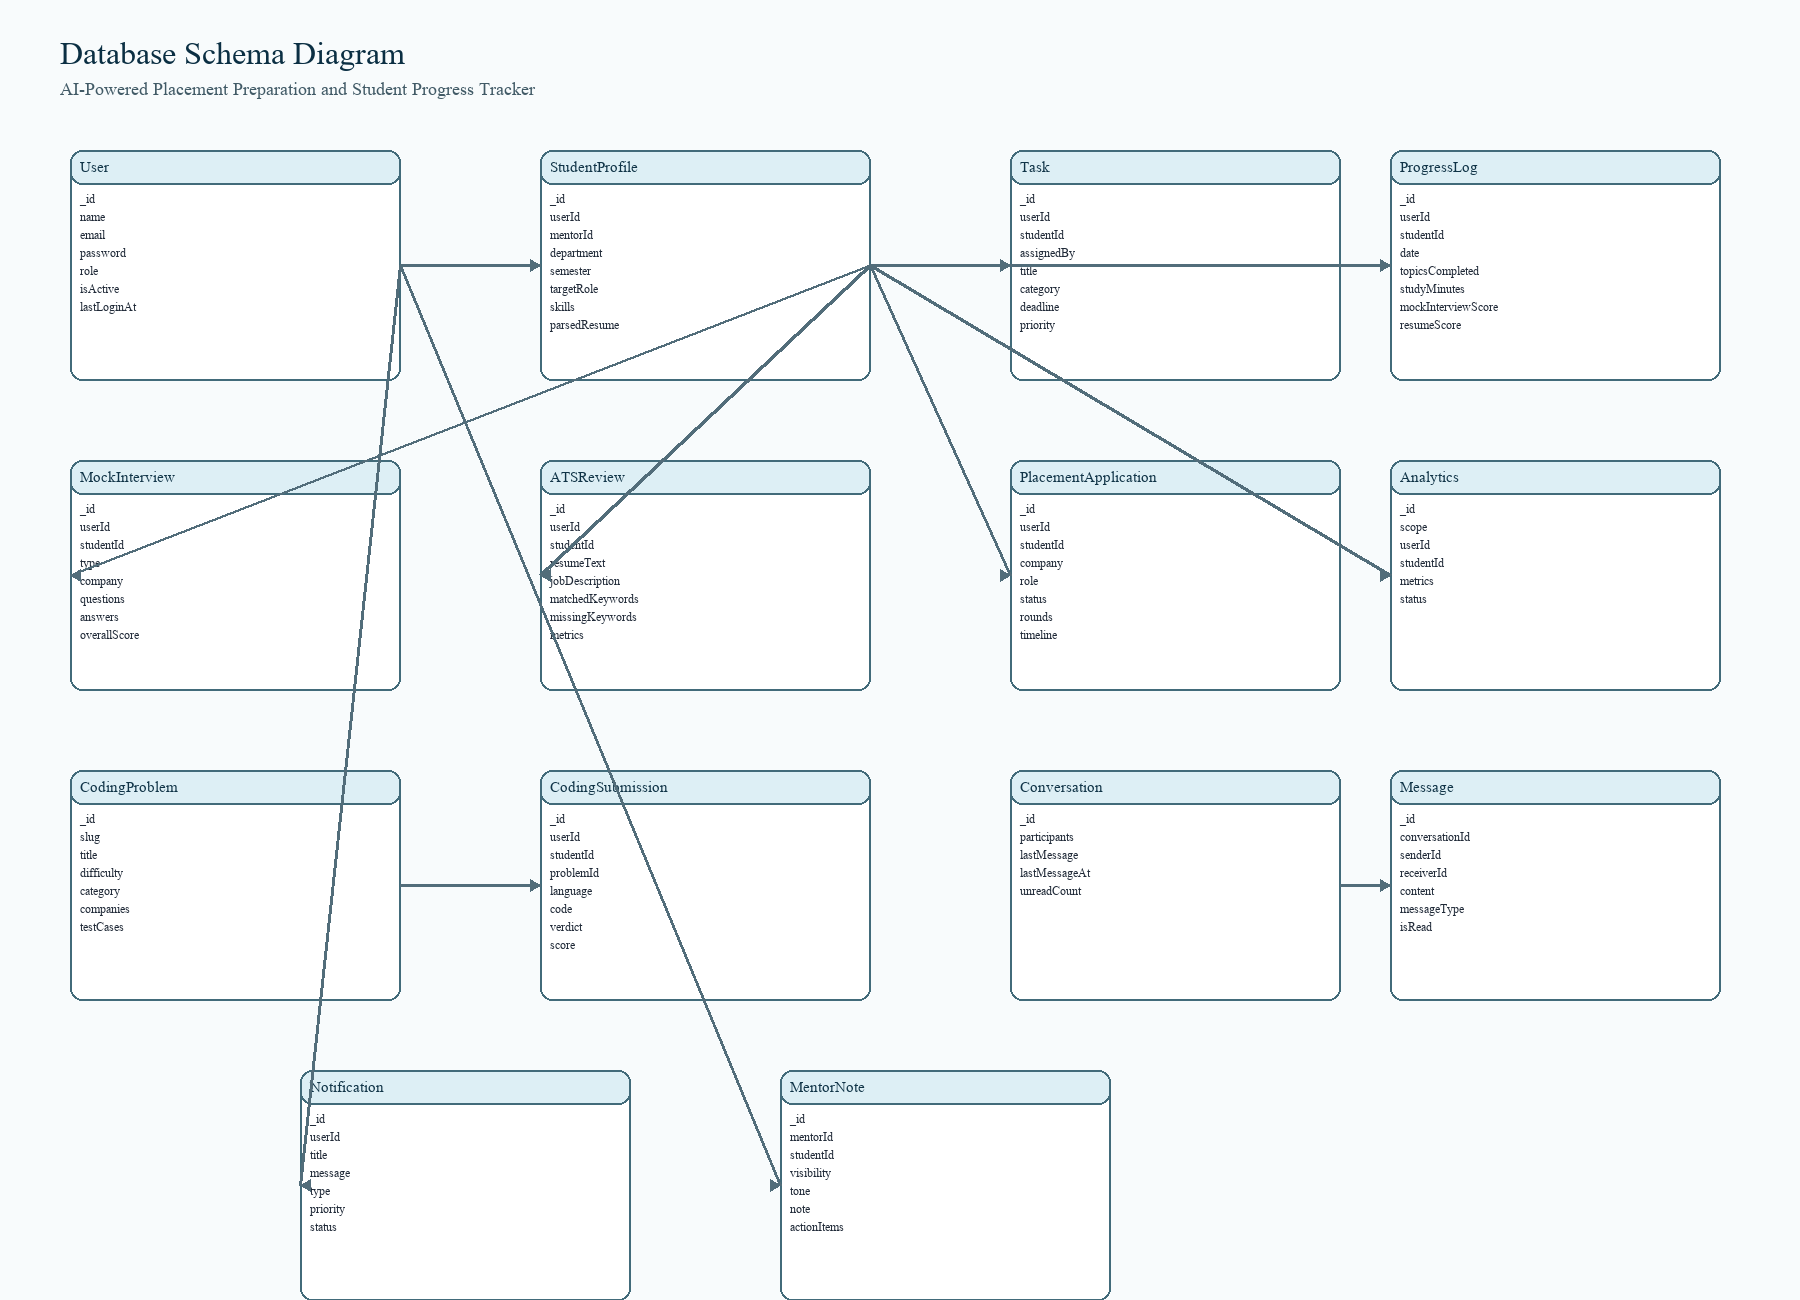 Database Schema Diagram
AI-Powered Placement Preparation and Student Progress Tracker
User
_id
name
email
password
role
isActive
lastLoginAt
StudentProfile
_id
userId
mentorId
department
semester
targetRole
skills
parsedResume
Task
_id
userId
studentId
assignedBy
title
category
deadline
priority
ProgressLog
_id
userId
studentId
date
topicsCompleted
studyMinutes
mockInterviewScore
resumeScore
MockInterview
_id
userId
studentId
type
company
questions
answers
overallScore
ATSReview
_id
userId
studentId
resumeText
jobDescription
matchedKeywords
missingKeywords
metrics
PlacementApplication
_id
userId
studentId
company
role
status
rounds
timeline
Analytics
_id
scope
userId
studentId
metrics
status
CodingProblem
_id
slug
title
difficulty
category
companies
testCases
CodingSubmission
_id
userId
studentId
problemId
language
code
verdict
score
Conversation
_id
participants
lastMessage
lastMessageAt
unreadCount
Message
_id
conversationId
senderId
receiverId
content
messageType
isRead
Notification
_id
userId
title
message
type
priority
status
MentorNote
_id
mentorId
studentId
visibility
tone
note
actionItems